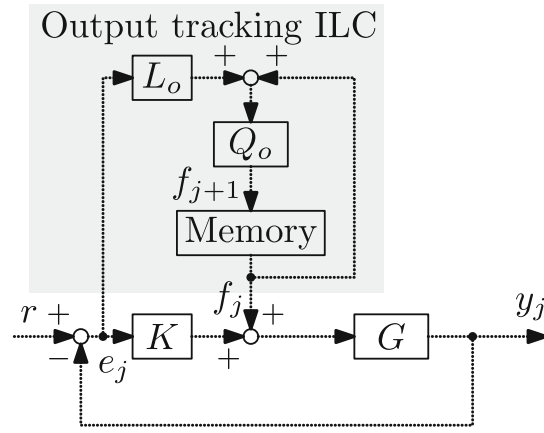 Output tracking ILC
+ +
L_o
Q_o
f_{j+1}
Memory
r + f_j + y_j
K G
− e_j +